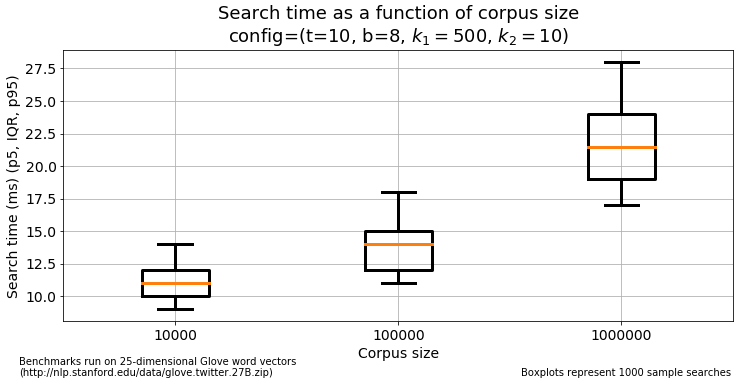 Search time as a function of corpus size
config=(t=10, b=8, k₁ = 500, k₂ = 10)
Search time (ms) (p5, IQR, p95)
27.5
25.0
22.5
20.0
17.5
15.0
12.5
10.0
10000 100000 1000000
Corpus size
Benchmarks run on 25-dimensional Glove word vectors
(http://nlp.stanford.edu/data/glove.twitter.27B.zip)
Boxplots represent 1000 sample searches